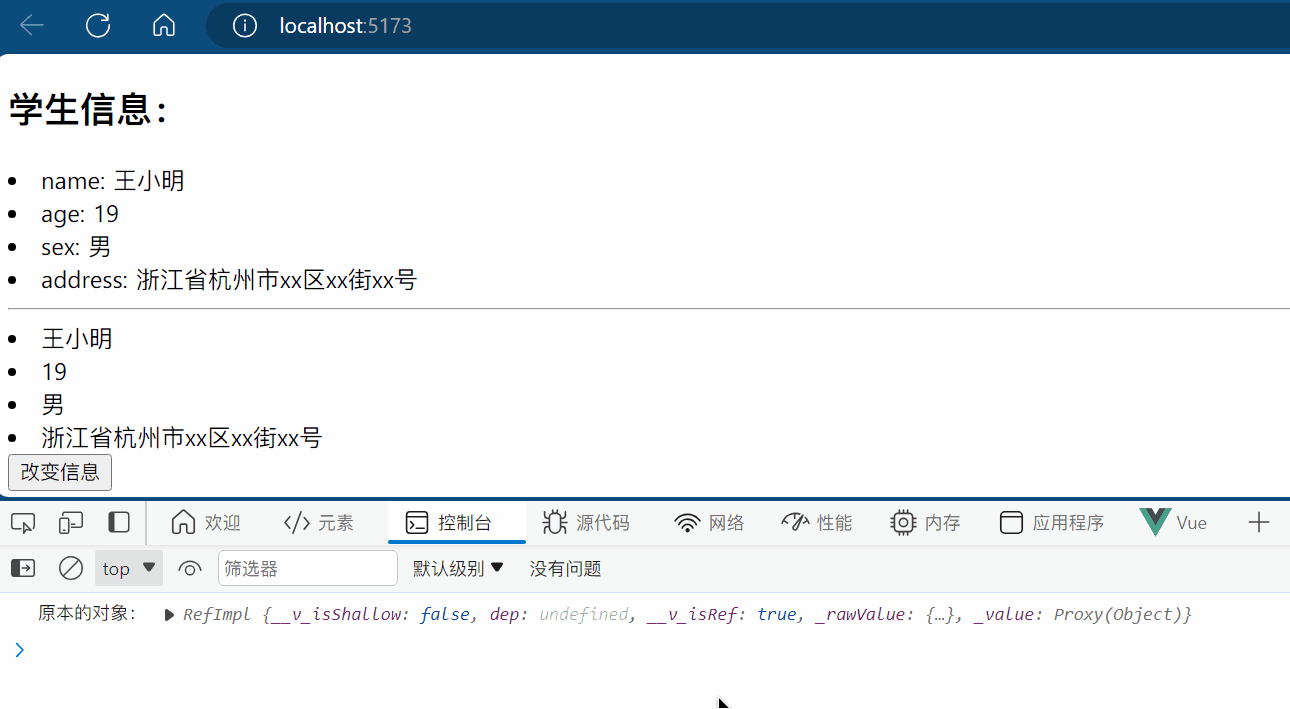 localhost:5173
学生信息：
name: 王小明
age: 19
sex: 男
address: 浙江省杭州市xx区xx街xx号
王小明
19
男
浙江省杭州市xx区xx街xx号
改变信息
欢迎 元素 控制台 源代码 网络 性能 内存 应用程序 Vue
top 筛选器 默认级别 没有问题
原本的对象： RefImpl {__v_isShallow: false, dep: undefined, __v_isRef: true, _rawValue: {…}, _value: Proxy(Object)}